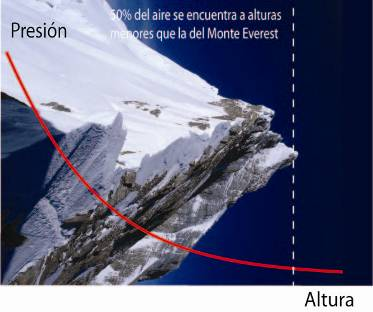 50% del aire se encuentra a alturas
menores que la del Monte Everest
Presión
Altura